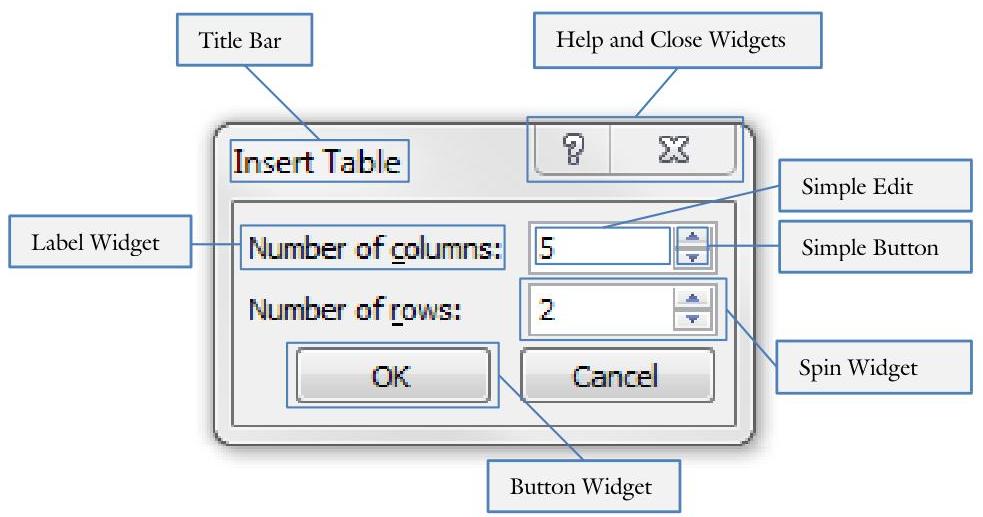 Title Bar
Help and Close Widgets
Insert Table
?
X
Simple Edit
Label Widget
Number of columns:
5
Simple Button
Number of rows:
2
Spin Widget
OK
Cancel
Button Widget